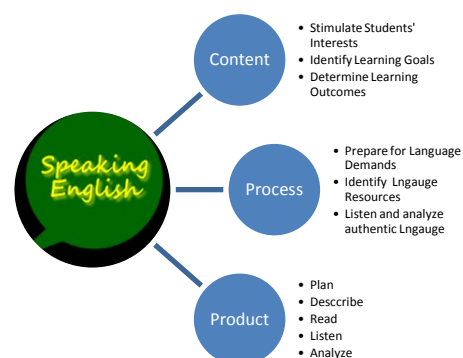 Speaking
English
Content
• Stimulate Students'
Interests
• Identify Learning Goals
• Determine Learning
Outcomes
Process
• Prepare for Language
Demands
• Identify Lngauge
Resources
• Listen and analyze
authentic Lngauge
Product
• Plan
• Desccribe
• Read
• Listen
• Analyze